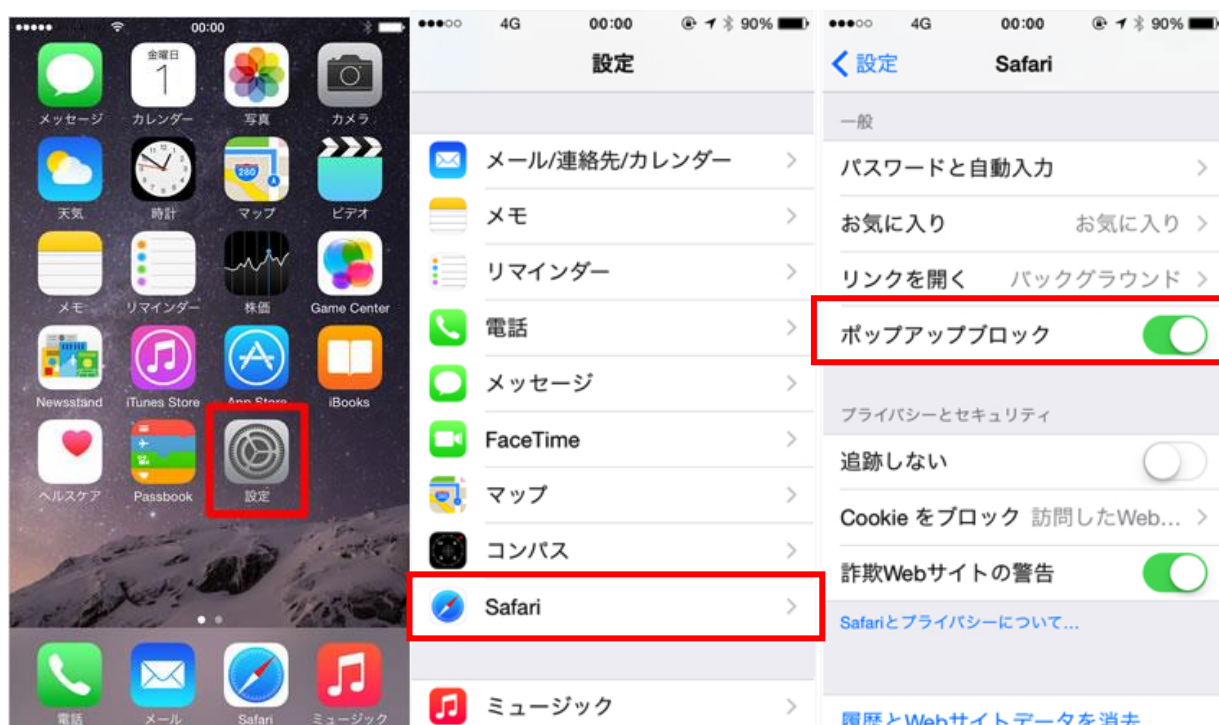 00:00
金曜日
1
メッセージ
カレンダー
写真
カメラ
280
天気
時計
マップ
ビデオ
メモ
リマインダー
株価
Game Center
Newsstand
iTunes Store
App Store
iBooks
ヘルスケア
Passbook
設定
電話
メール
Safari
ミュージック
4G 00:00 90%
設定
メール/連絡先/カレンダー
メモ
リマインダー
電話
メッセージ
FaceTime
マップ
コンパス
Safari
ミュージック
4G 00:00 90%
設定 Safari
一般
パスワードと自動入力
お気に入り お気に入り
リンクを開く バックグラウンド
ポップアップブロック
プライバシーとセキュリティ
追跡しない
Cookie をブロック 訪問したWeb...
詐欺Webサイトの警告
Safariとプライバシーについて...
履歴とWebサイトデータを消去